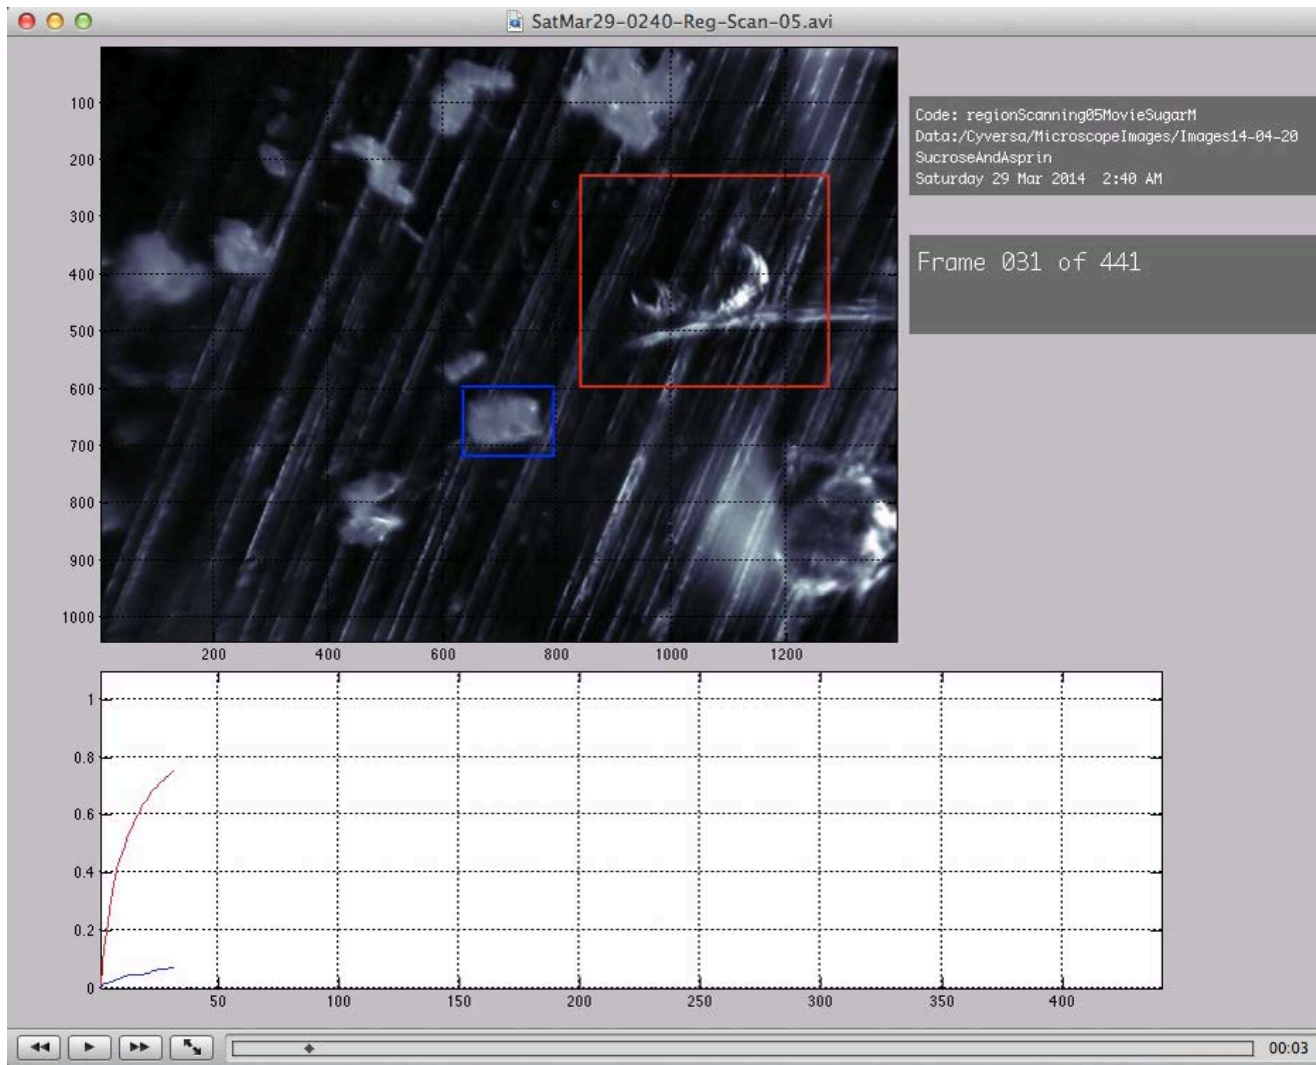 SatMar29-0240-Reg-Scan-05.avi
100
200
300
400
500
600
700
800
900
1000
200 400 600 800 1000 1200
Code: regionScanning05MovieSugarM
Data:/Cyversa/MicroscopeImages/Images14-04-20
SucroseAndAsprin
Saturday 29 Mar 2014 2:40 AM
Frame 031 of 441
1
0.8
0.6
0.4
0.2
0
50 100 150 200 250 300 350 400
00:03